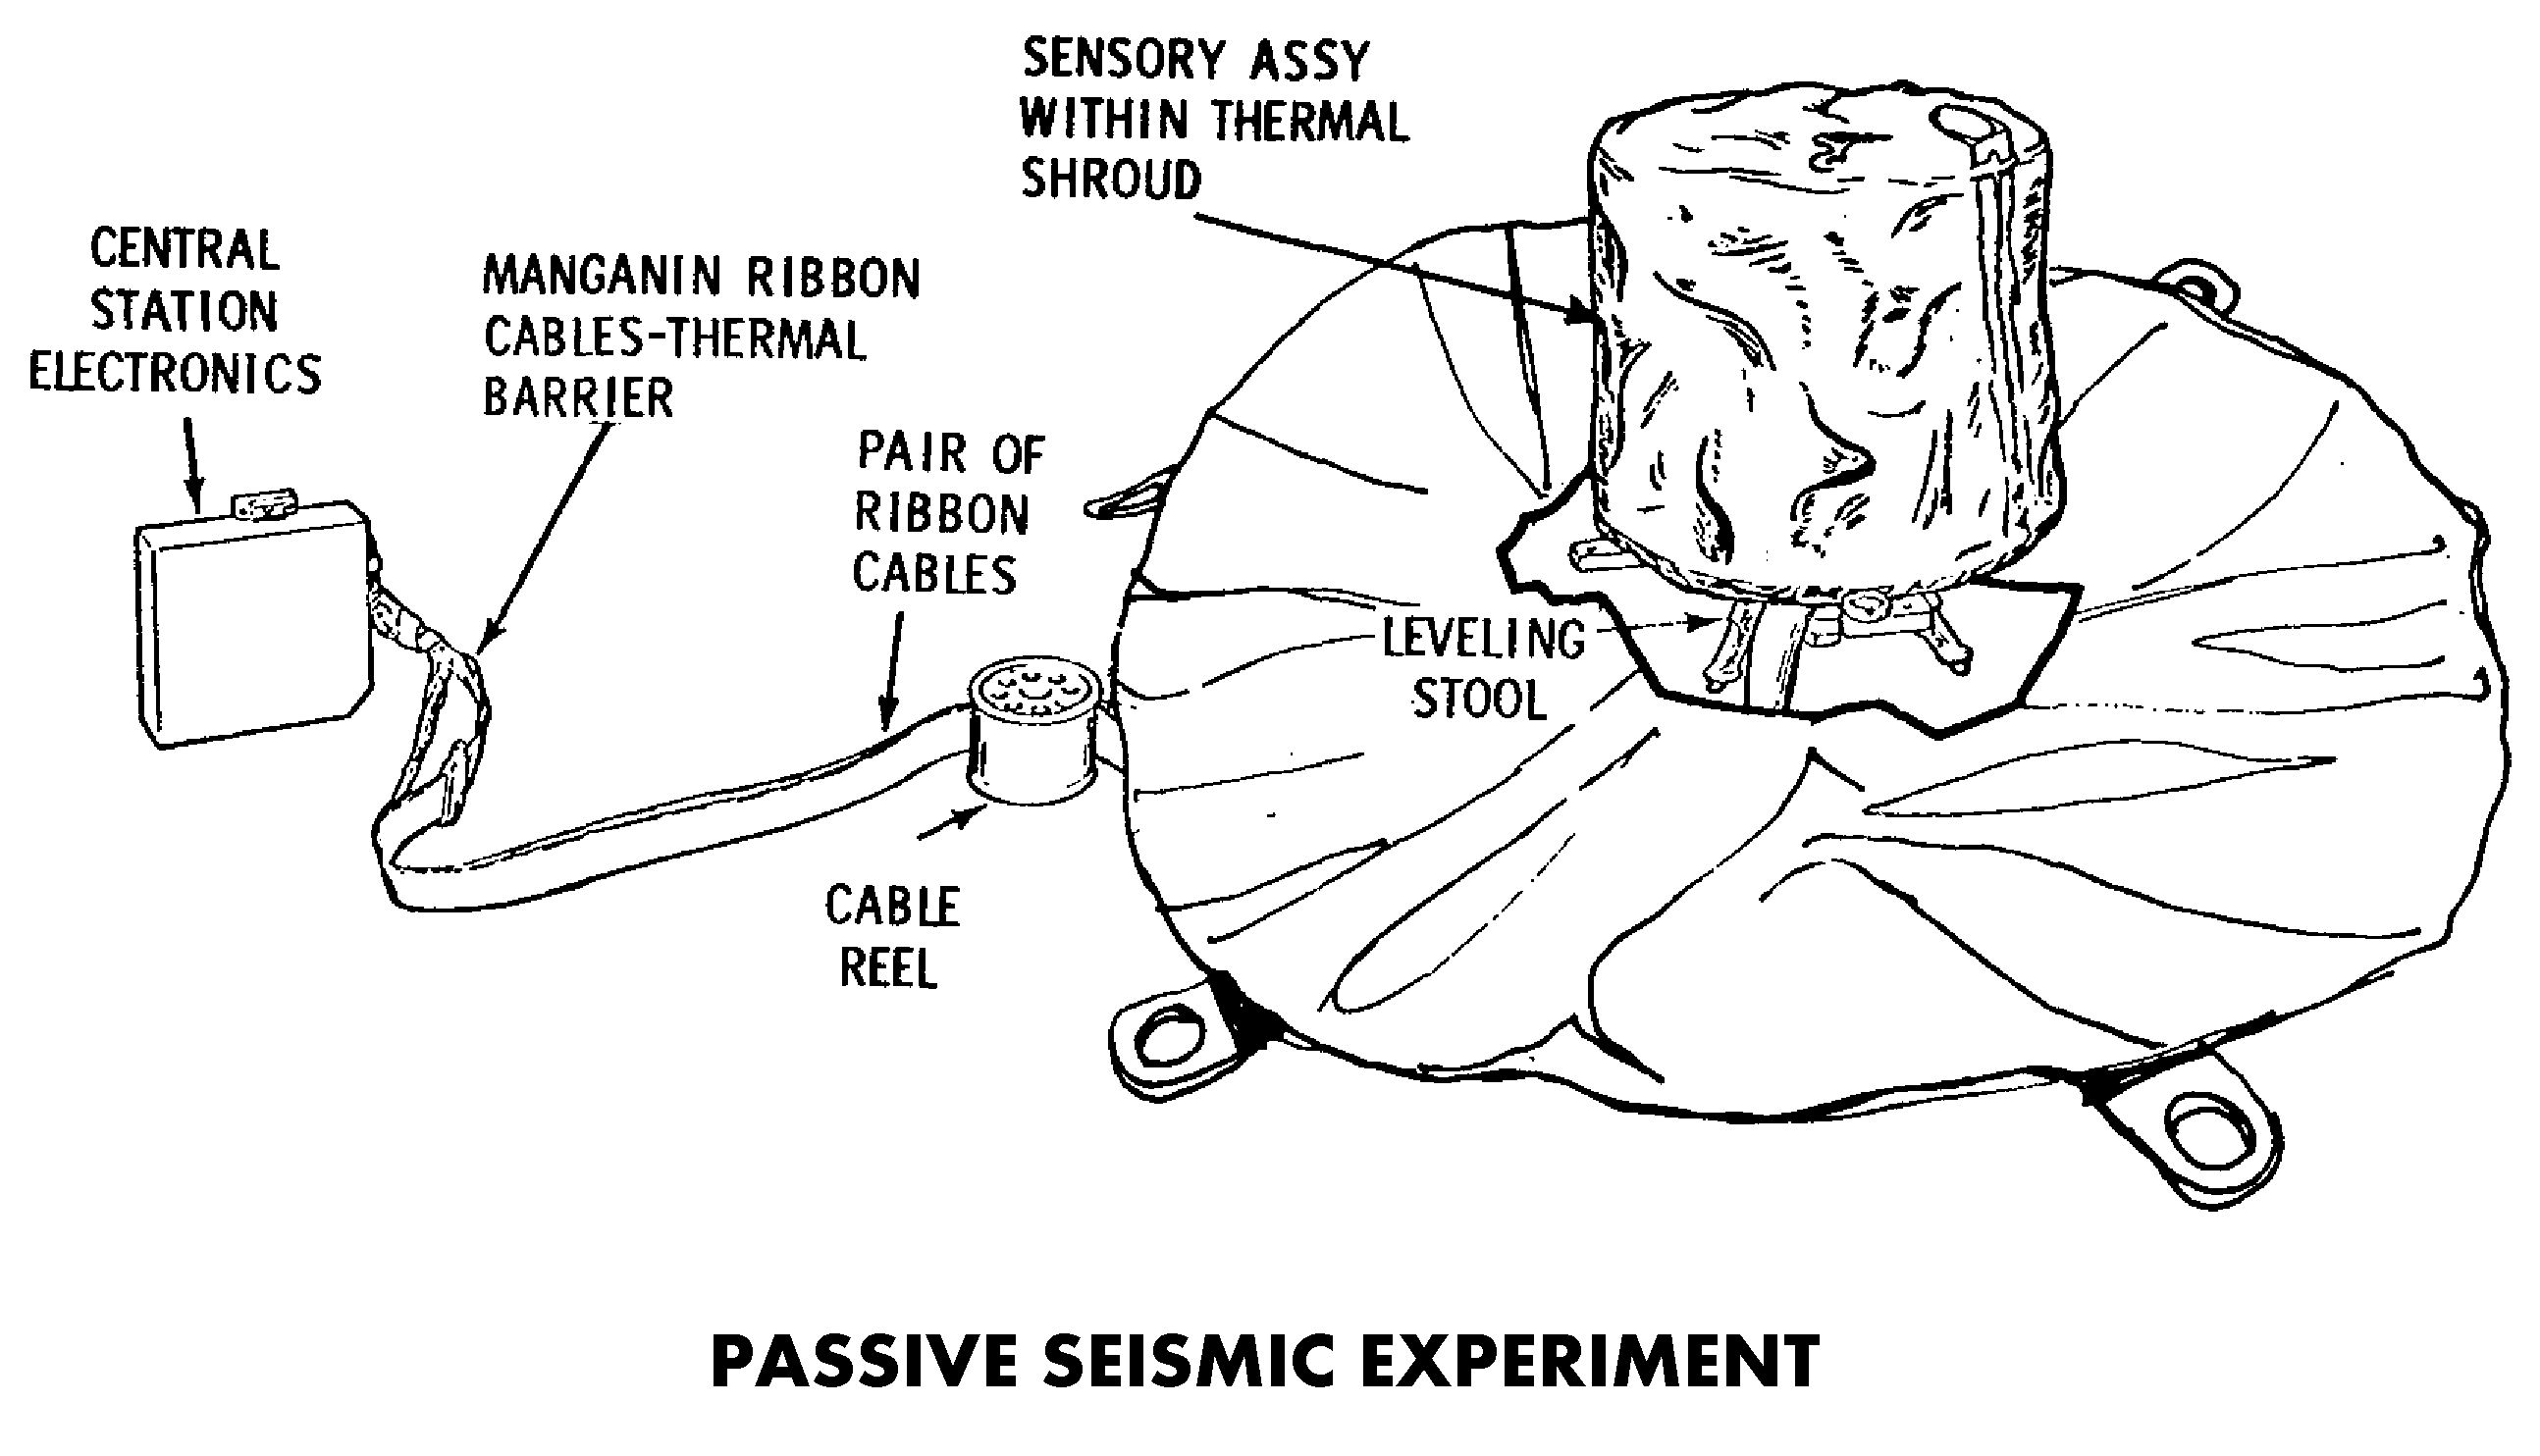 SENSORY ASSY
WITHIN THERMAL
SHROUD
CENTRAL
STATION
ELECTRONICS
MANGANIN RIBBON
CABLES-THERMAL
BARRIER
PAIR OF
RIBBON
CABLES
LEVELING
STOOL
CABLE
REEL
PASSIVE SEISMIC EXPERIMENT